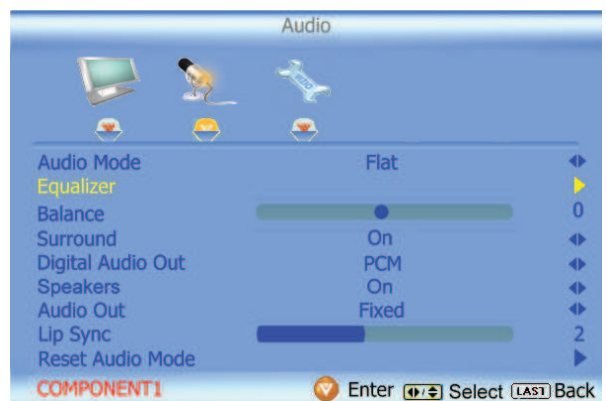 Audio
Audio Mode Flat
Equalizer
Balance 0
Surround On
Digital Audio Out PCM
Speakers On
Audio Out Fixed
Lip Sync 2
Reset Audio Mode
COMPONENT1 Enter Select LAST Back